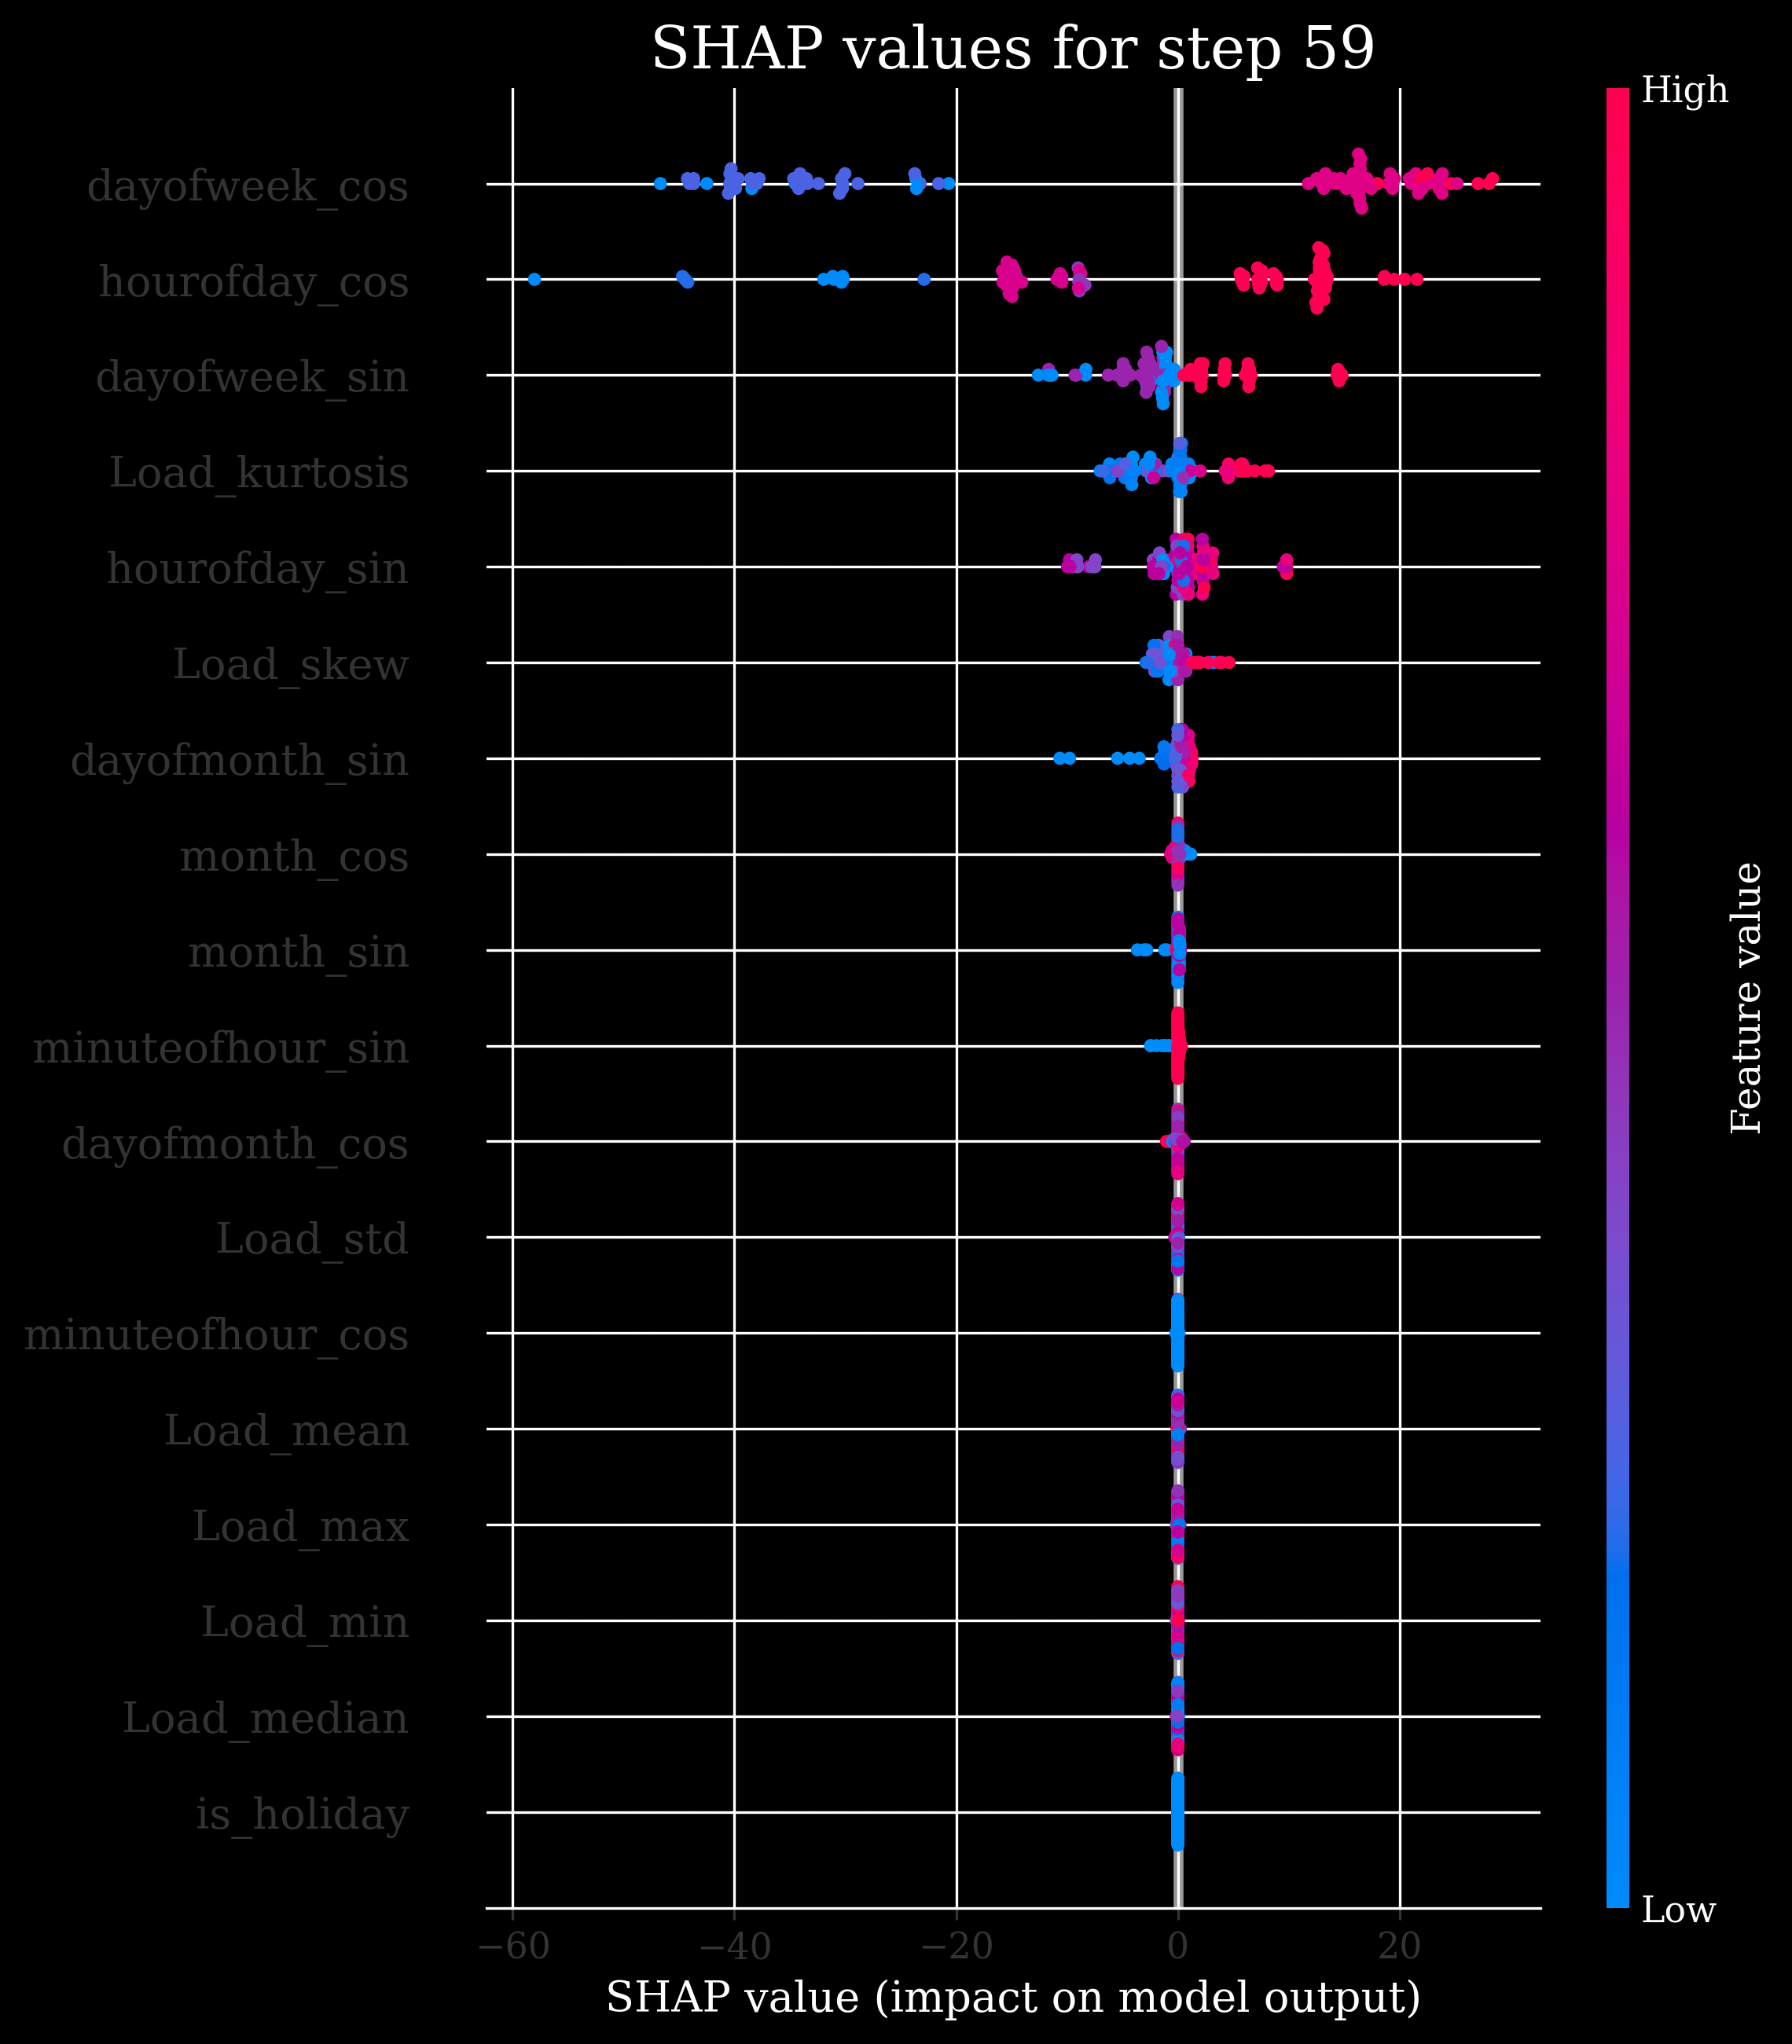 SHAP values for step 59
High
dayofweek_cos
hourofday_cos
dayofweek_sin
Load_kurtosis
hourofday_sin
Load_skew
dayofmonth_sin
month_cos
month_sin
minuteofhour_sin
dayofmonth_cos
Load_std
minuteofhour_cos
Load_mean
Load_max
Load_min
Load_median
is_holiday
Feature value
Low
−60 −40 −20 0 20
SHAP value (impact on model output)